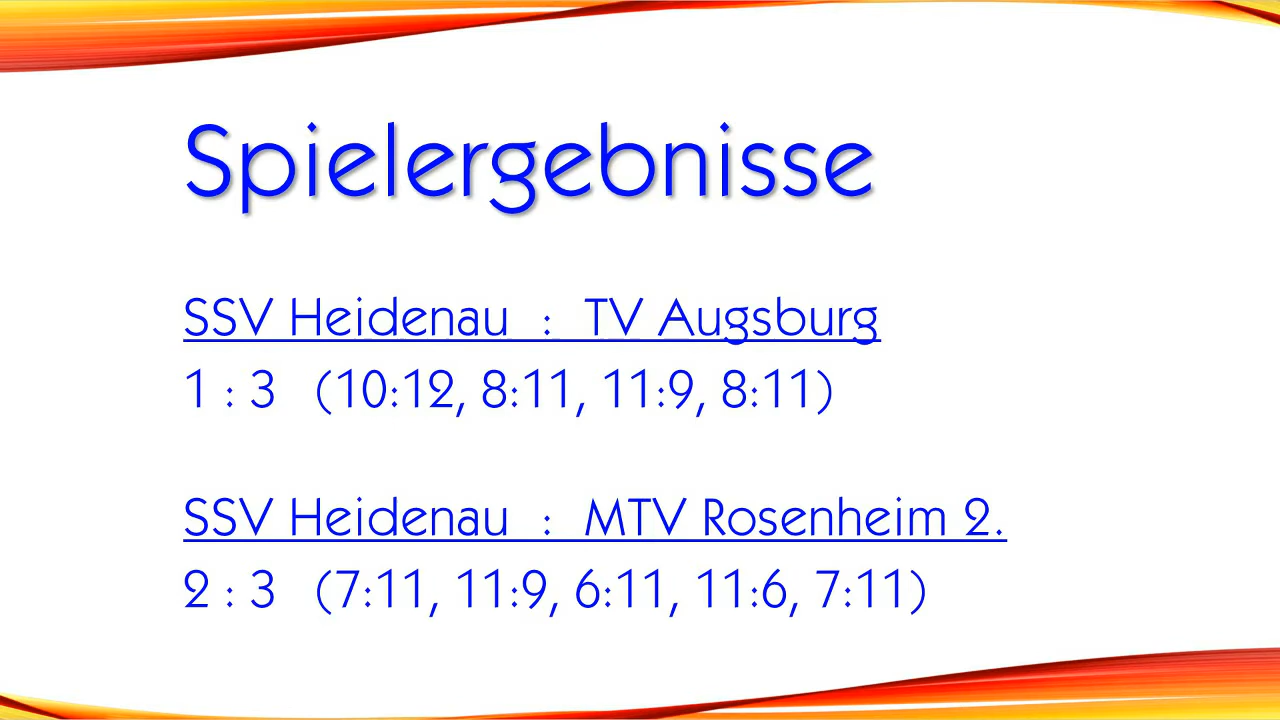 Spielergebnisse
SSV Heidenau : TV Augsburg
1 : 3 (10:12, 8:11, 11:9, 8:11)
SSV Heidenau : MTV Rosenheim 2.
2 : 3 (7:11, 11:9, 6:11, 11:6, 7:11)